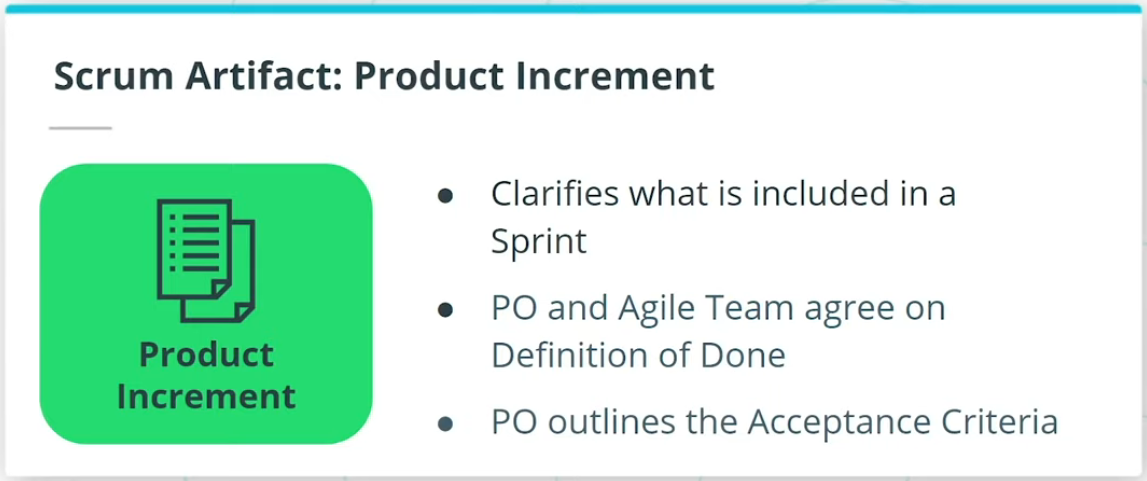 Scrum Artifact: Product Increment
Product
Increment
● Clarifies what is included in a
Sprint
● PO and Agile Team agree on
Definition of Done
● PO outlines the Acceptance Criteria